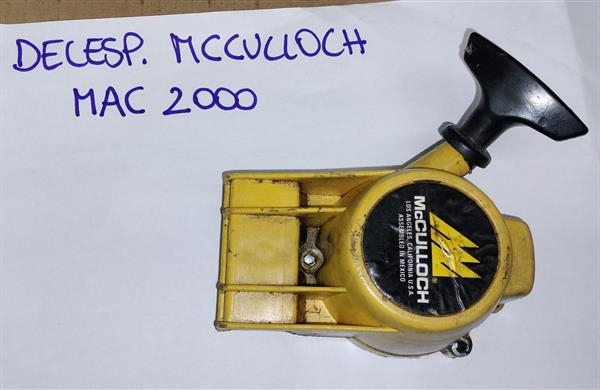 DECESP. MCCULLOCH
MAC 2000
McCULLOCH
®
LOS ANGELES, CALIFORNIA U.S.A
ASSEMBLED IN MEXICO